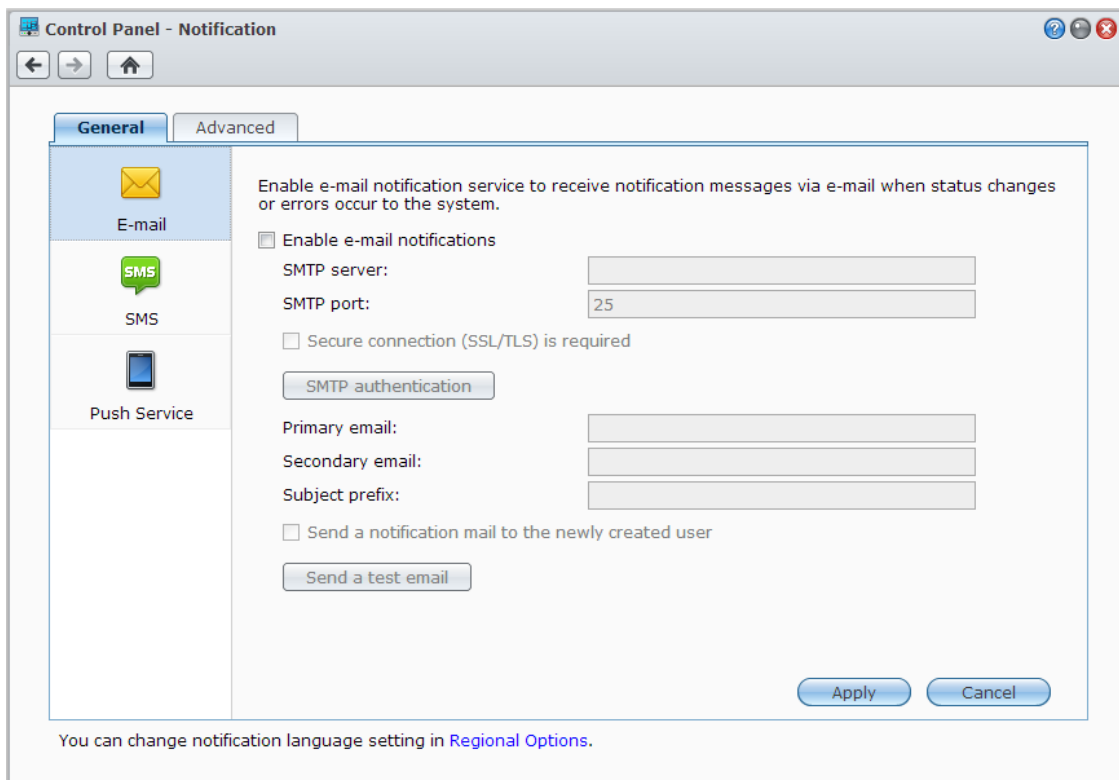 Control Panel - Notification
General
Advanced
E-mail
SMS
SMS
Push Service
Enable e-mail notification service to receive notification messages via e-mail when status changes
or errors occur to the system.
Enable e-mail notifications
SMTP server:
SMTP port: 25
Secure connection (SSL/TLS) is required
SMTP authentication
Primary email:
Secondary email:
Subject prefix:
Send a notification mail to the newly created user
Send a test email
Apply
Cancel
You can change notification language setting in Regional Options.